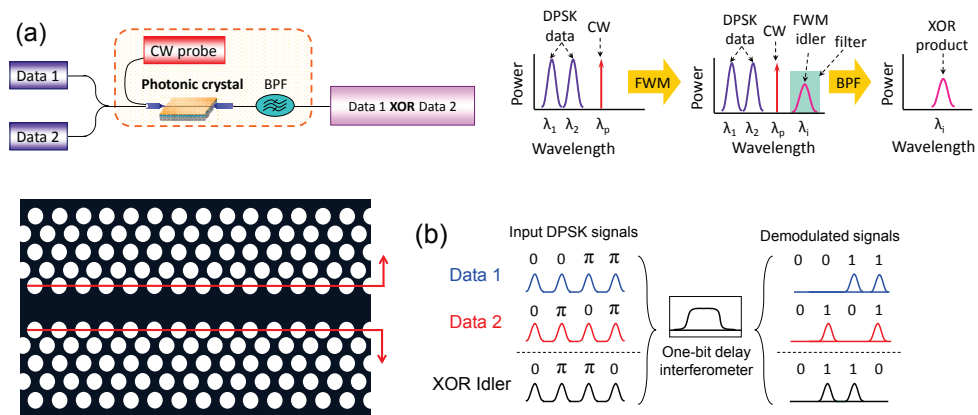 (a)
CW probe
Data 1
Data 2
Photonic crystal
BPF
Data 1 XOR Data 2
DPSK
data
CW
Power
λ1 λ2 λp
Wavelength
FWM
DPSK
data
CW
FWM
idler
filter
Power
λ1 λ2 λp λi
Wavelength
BPF
XOR
product
Power
λi
Wavelength
(b)
Input DPSK signals
0 0 π π
Data 1
0 π 0 π
Data 2
0 π π 0
XOR Idler
One-bit delay
interferometer
Demodulated signals
0 0 1 1
0 1 0 1
0 1 1 0